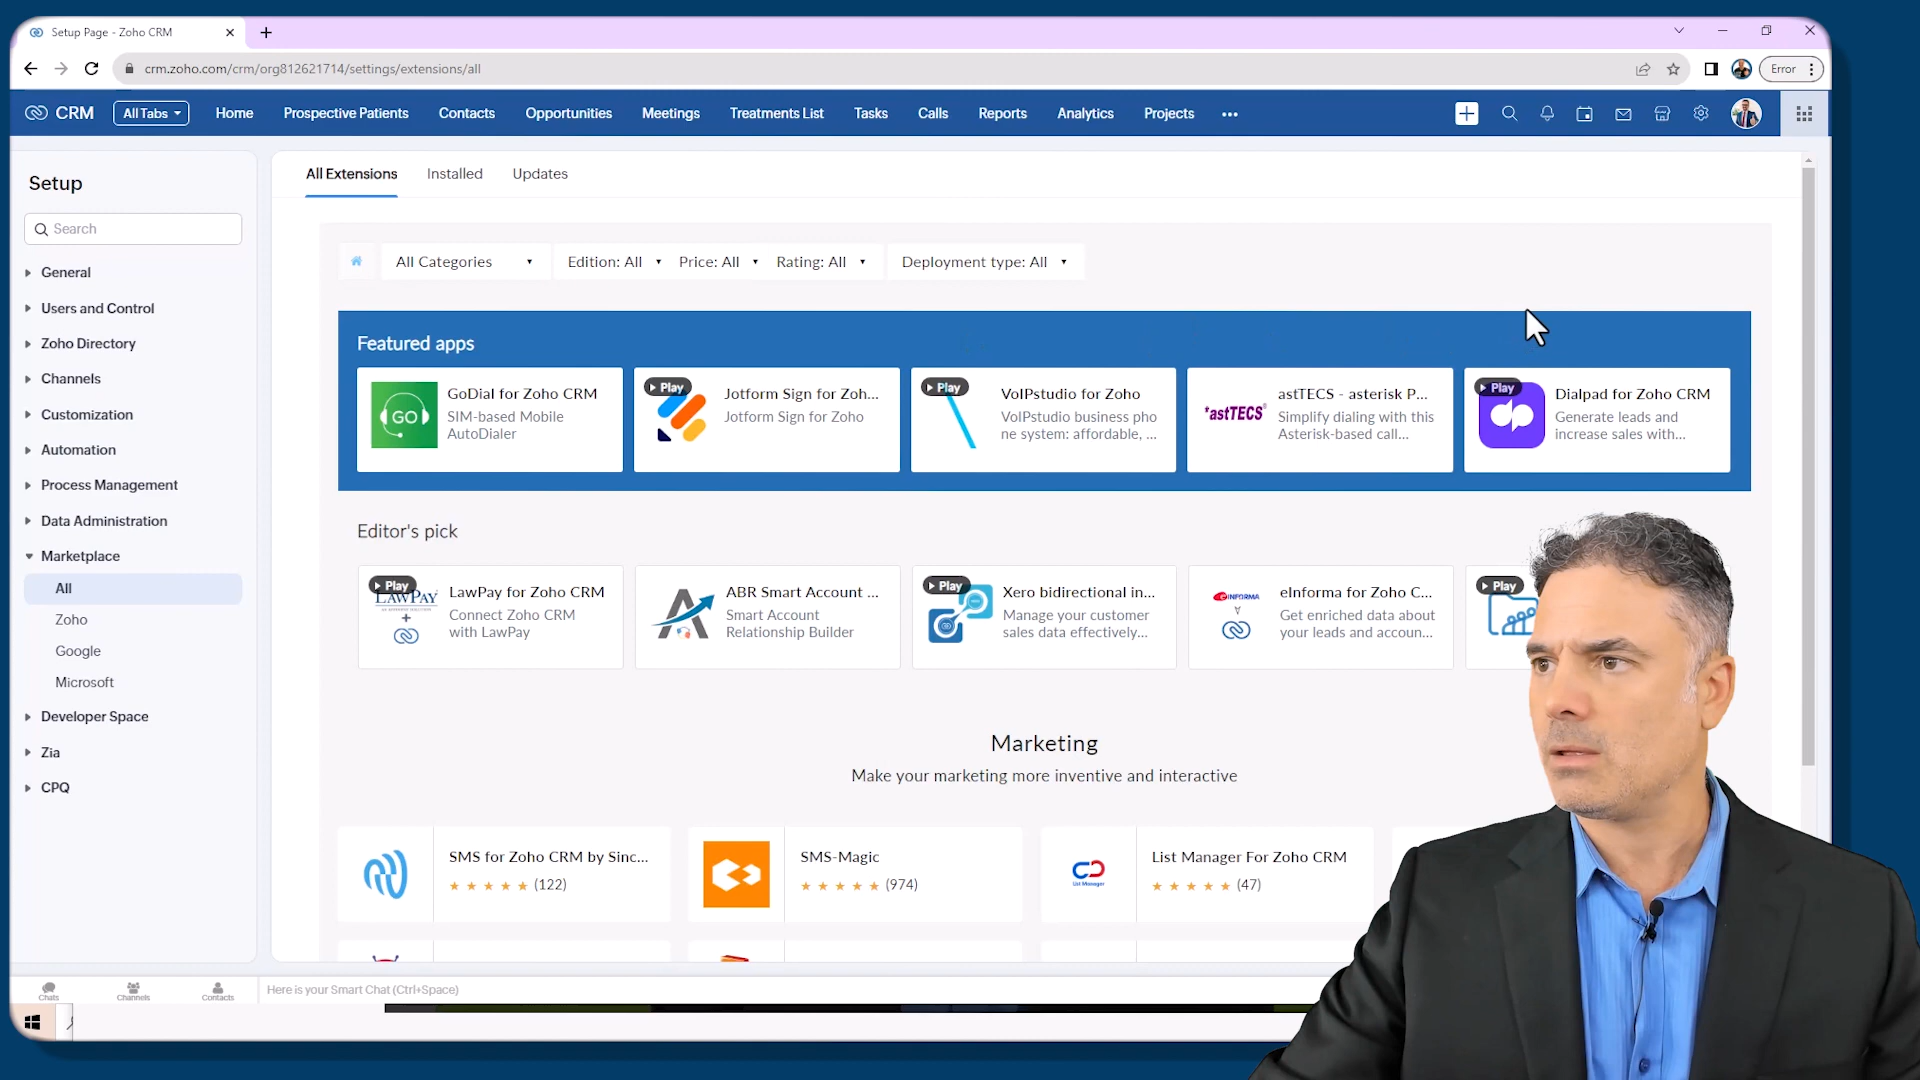 Setup Page - Zoho CRM
crm.zoho.com/crm/org812621714/settings/extensions/all
Error
CRM
All Tabs
Home
Prospective Patients
Contacts
Opportunities
Meetings
Treatments List
Tasks
Calls
Reports
Analytics
Projects
Setup
Search
General
Users and Control
Zoho Directory
Channels
Customization
Automation
Process Management
Data Administration
Marketplace
All
Zoho
Google
Microsoft
Developer Space
Zia
CPQ
All Extensions
Installed
Updates
All Categories
Edition: All
Price: All
Rating: All
Deployment type: All
Featured apps
GO
GoDial for Zoho CRM
SIM-based Mobile
AutoDialer
Play
Jotform Sign for Zoh...
Jotform Sign for Zoho
Play
VoIPstudio for Zoho
VoIPstudio business pho
ne system: affordable, ...
*astTECS
astTECS - asterisk P...
Simplify dialing with this
Asterisk-based call...
Play
Dialpad for Zoho CRM
Generate leads and
increase sales with...
Editor's pick
Play
LAWPAY
LawPay for Zoho CRM
Connect Zoho CRM
with LawPay
ABR Smart Account ...
Smart Account
Relationship Builder
Play
Xero bidirectional in...
Manage your customer
sales data effectively...
eINFORMA
eInforma for Zoho C...
Get enriched data about
your leads and accoun...
Play
Marketing
Make your marketing more inventive and interactive
SMS for Zoho CRM by Sinc...
(122)
SMS-Magic
(974)
List Manager
List Manager For Zoho CRM
(47)
Chats
Channels
Contacts
Here is your Smart Chat (Ctrl+Space)